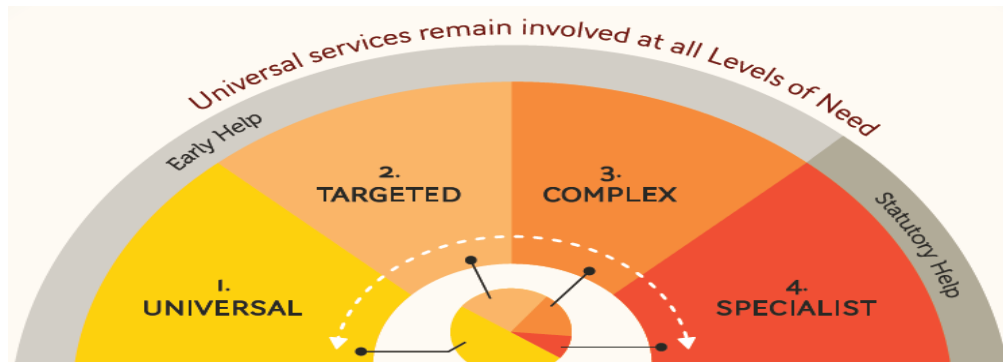 Universal services remain involved at all Levels of Need
Early Help
2.
TARGETED
3.
COMPLEX
Statutory Help
1.
UNIVERSAL
4.
SPECIALIST